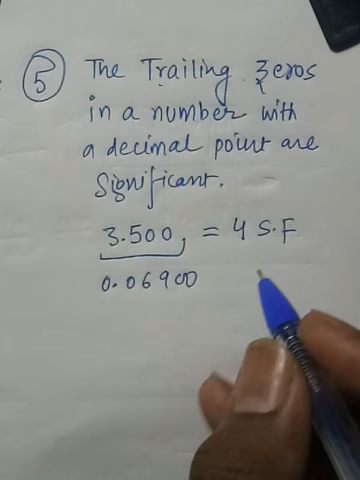 5 The Trailing Zeros
in a number with
a decimal point are
Significant.
3.500, = 4 S.F
0.06900